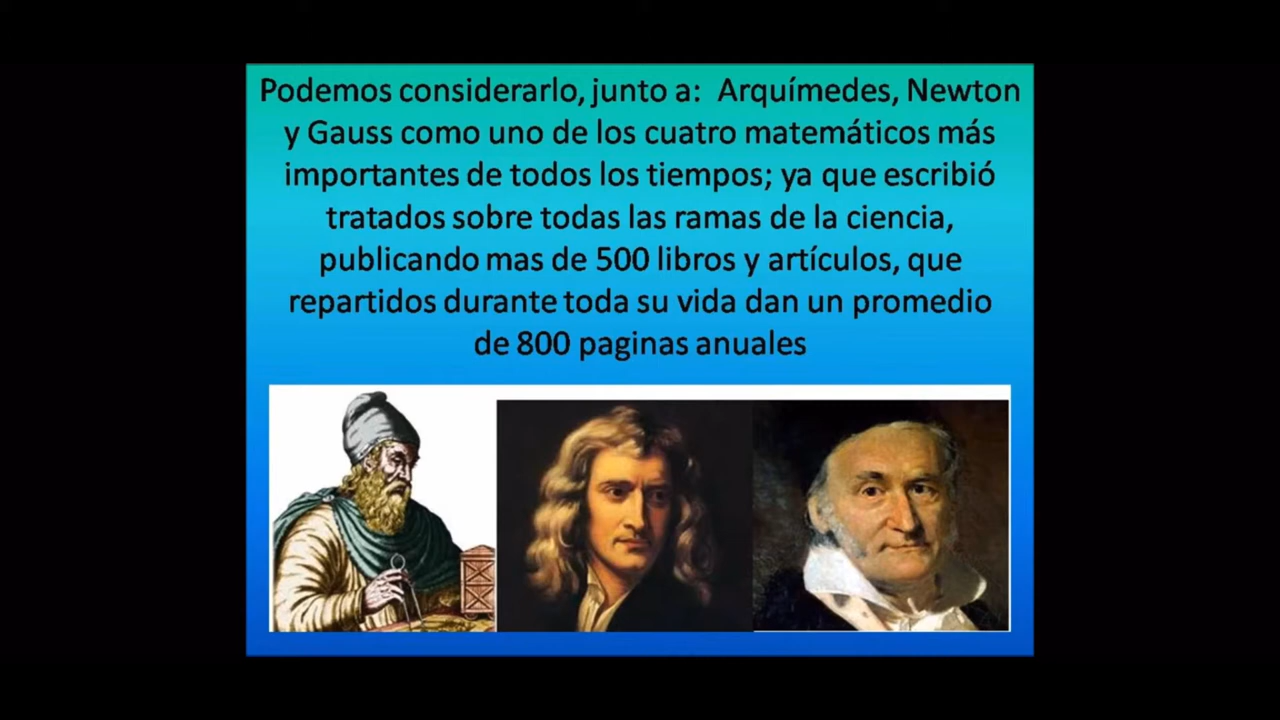 Podemos considerarlo, junto a:  Arquímedes, Newton
y Gauss como uno de los cuatro matemáticos más
importantes de todos los tiempos; ya que escribió
tratados sobre todas las ramas de la ciencia,
publicando mas de 500 libros y artículos, que
repartidos durante toda su vida dan un promedio
de 800 paginas anuales